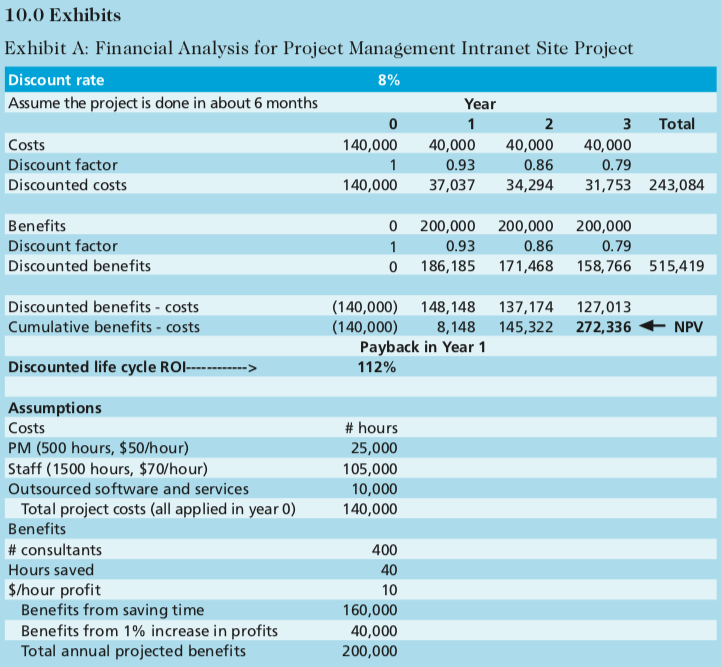 10.0 Exhibits
Exhibit A: Financial Analysis for Project Management Intranet Site Project
Discount rate 8%
Assume the project is done in about 6 months Year
0 1 2 3 Total
Costs 140,000 40,000 40,000 40,000
Discount factor 1 0.93 0.86 0.79
Discounted costs 140,000 37,037 34,294 31,753 243,084
Benefits 0 200,000 200,000 200,000
Discount factor 1 0.93 0.86 0.79
Discounted benefits 0 186,185 171,468 158,766 515,419
Discounted benefits - costs (140,000) 148,148 137,174 127,013
Cumulative benefits - costs (140,000) 8,148 145,322 272,336 ← NPV
Payback in Year 1
Discounted life cycle ROI------------> 112%
Assumptions
Costs # hours
PM (500 hours, $50/hour) 25,000
Staff (1500 hours, $70/hour) 105,000
Outsourced software and services 10,000
Total project costs (all applied in year 0) 140,000
Benefits
# consultants 400
Hours saved 40
$/hour profit 10
Benefits from saving time 160,000
Benefits from 1% increase in profits 40,000
Total annual projected benefits 200,000